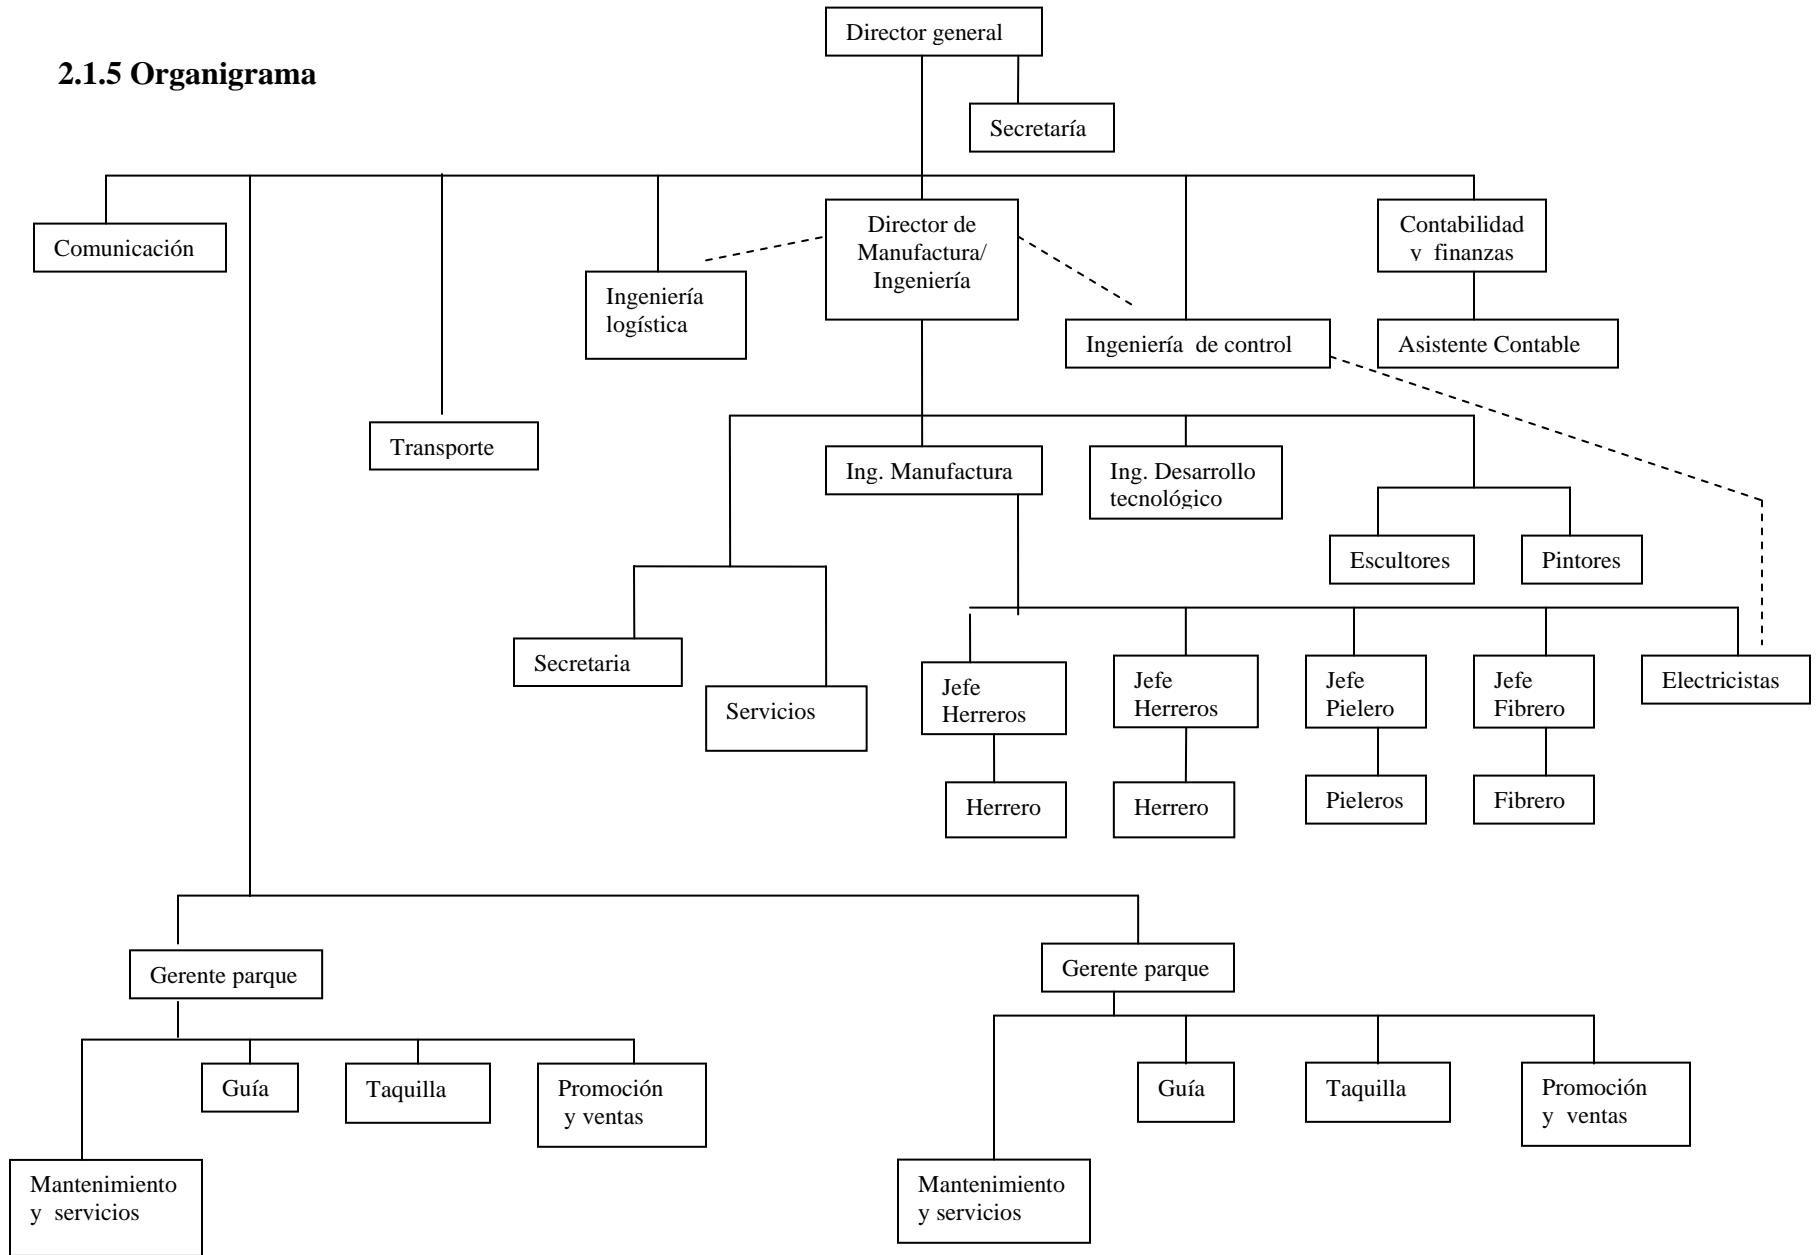 Director general
2.1.5 Organigrama
Secretaría
Comunicación
Director de
Manufactura/
Ingeniería
Contabilidad
y finanzas
Ingeniería
logística
Ingeniería de control
Asistente Contable
Transporte
Ing. Manufactura
Ing. Desarrollo
tecnológico
Escultores
Pintores
Secretaria
Servicios
Jefe
Herreros
Jefe
Herreros
Jefe
Pielero
Jefe
Fibrero
Electricistas
Herrero
Herrero
Pieleros
Fibrero
Gerente parque
Gerente parque
Guía
Taquilla
Promoción
y ventas
Guía
Taquilla
Promoción
y ventas
Mantenimiento
y servicios
Mantenimiento
y servicios